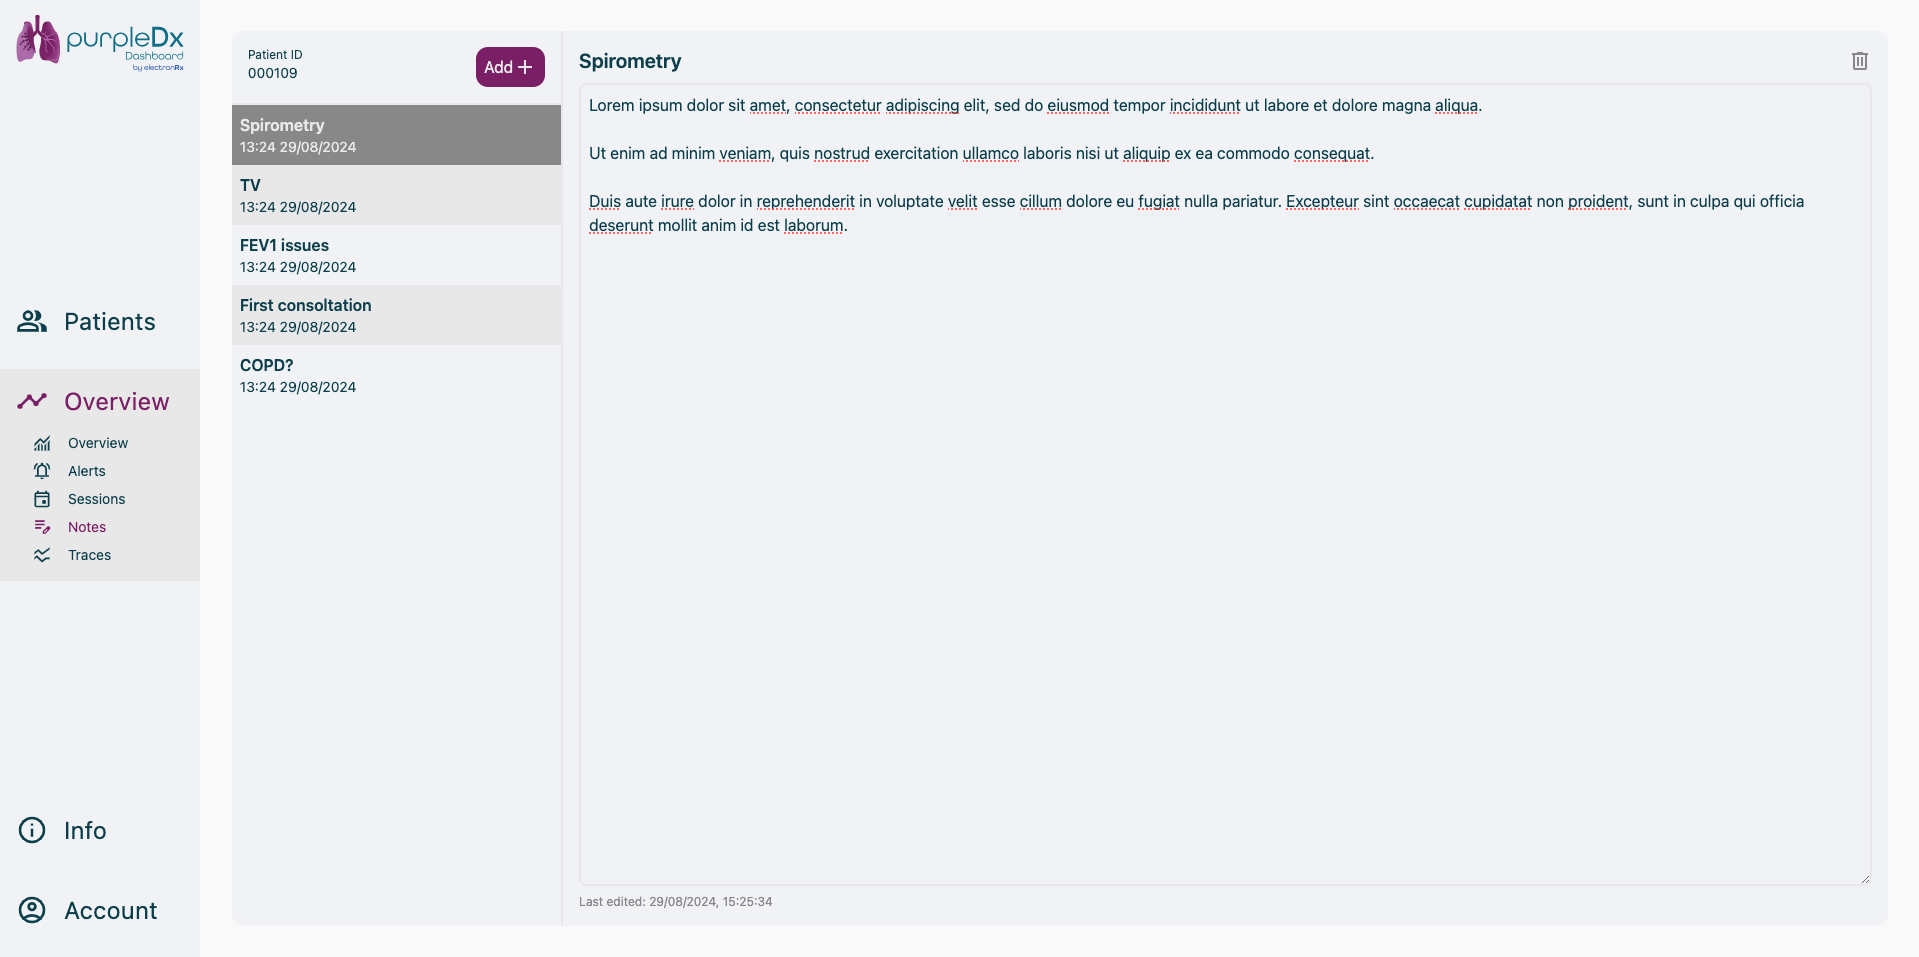 purpleDx
Dashboard
by electronRx
Patients
Overview
Overview
Alerts
Sessions
Notes
Traces
Info
Account
Patient ID
000109
Add
Spirometry
13:24 29/08/2024
TV
13:24 29/08/2024
FEV1 issues
13:24 29/08/2024
First consoltation
13:24 29/08/2024
COPD?
13:24 29/08/2024
Spirometry
Lorem ipsum dolor sit amet, consectetur adipiscing elit, sed do eiusmod tempor incididunt ut labore et dolore magna aliqua.
Ut enim ad minim veniam, quis nostrud exercitation ullamco laboris nisi ut aliquip ex ea commodo consequat.
Duis aute irure dolor in reprehenderit in voluptate velit esse cillum dolore eu fugiat nulla pariatur. Excepteur sint occaecat cupidatat non proident, sunt in culpa qui officia
deserunt mollit anim id est laborum.
Last edited: 29/08/2024, 15:25:34